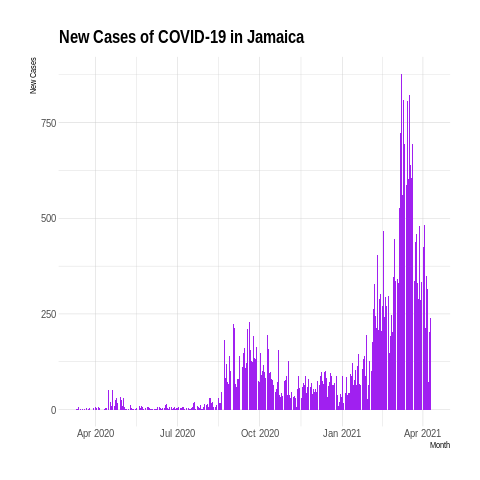 New Cases of COVID-19 in Jamaica
New Cases
750
500
250
0
Apr 2020
Jul 2020
Oct 2020
Jan 2021
Apr 2021
Month